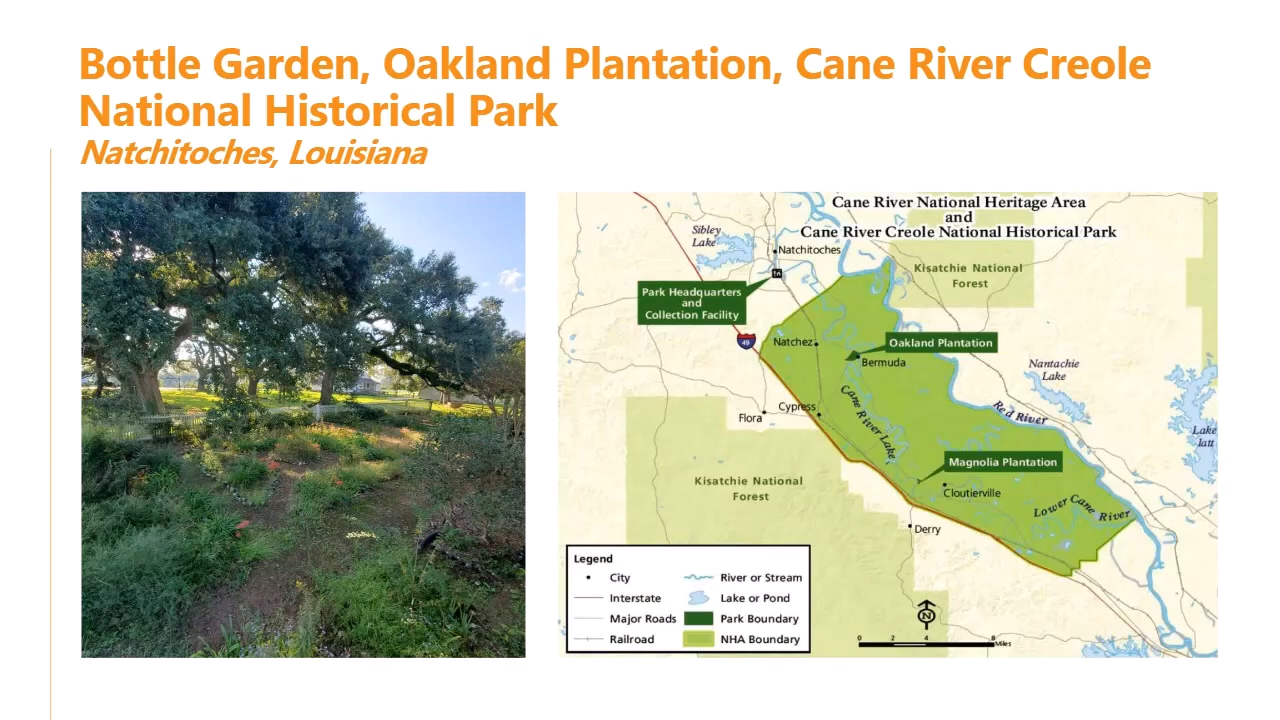 Bottle Garden, Oakland Plantation, Cane River Creole
National Historical Park
Natchitoches, Louisiana
Cane River National Heritage Area
and
Cane River Creole National Historical Park
Sibley
Lake
Natchitoches
Kisatchie National
Forest
Park Headquarters
and
Collection Facility
49
Natchez
Oakland Plantation
Bermuda
Nantachie
Lake
Cane River Lake
Red River
Cypress
Flora
Lake
Iatt
Magnolia Plantation
Kisatchie National
Forest
Cloutierville
Lower Cane River
Derry
Legend
City
River or Stream
Interstate
Lake or Pond
Major Roads
Park Boundary
Railroad
NHA Boundary
N
0 2 4 8
Miles